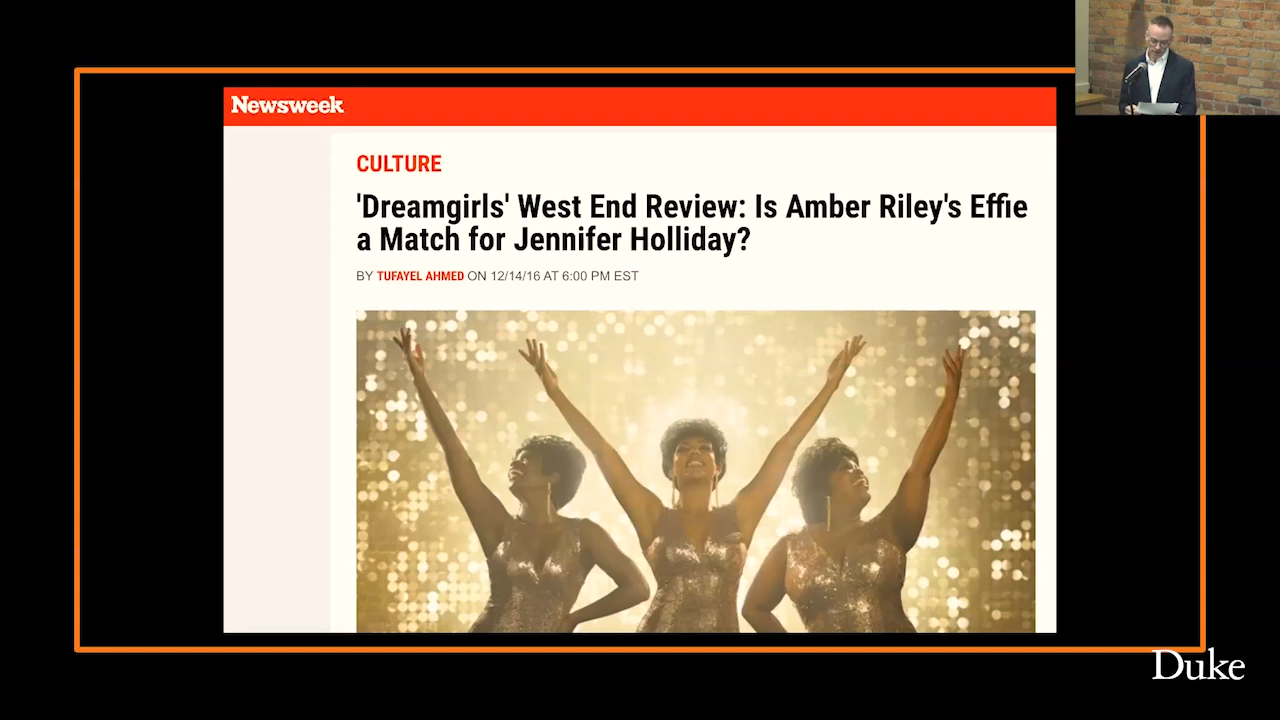 Newsweek
CULTURE
'Dreamgirls' West End Review: Is Amber Riley's Effie
a Match for Jennifer Holliday?
BY TUFAYEL AHMED ON 12/14/16 AT 6:00 PM EST
Duke